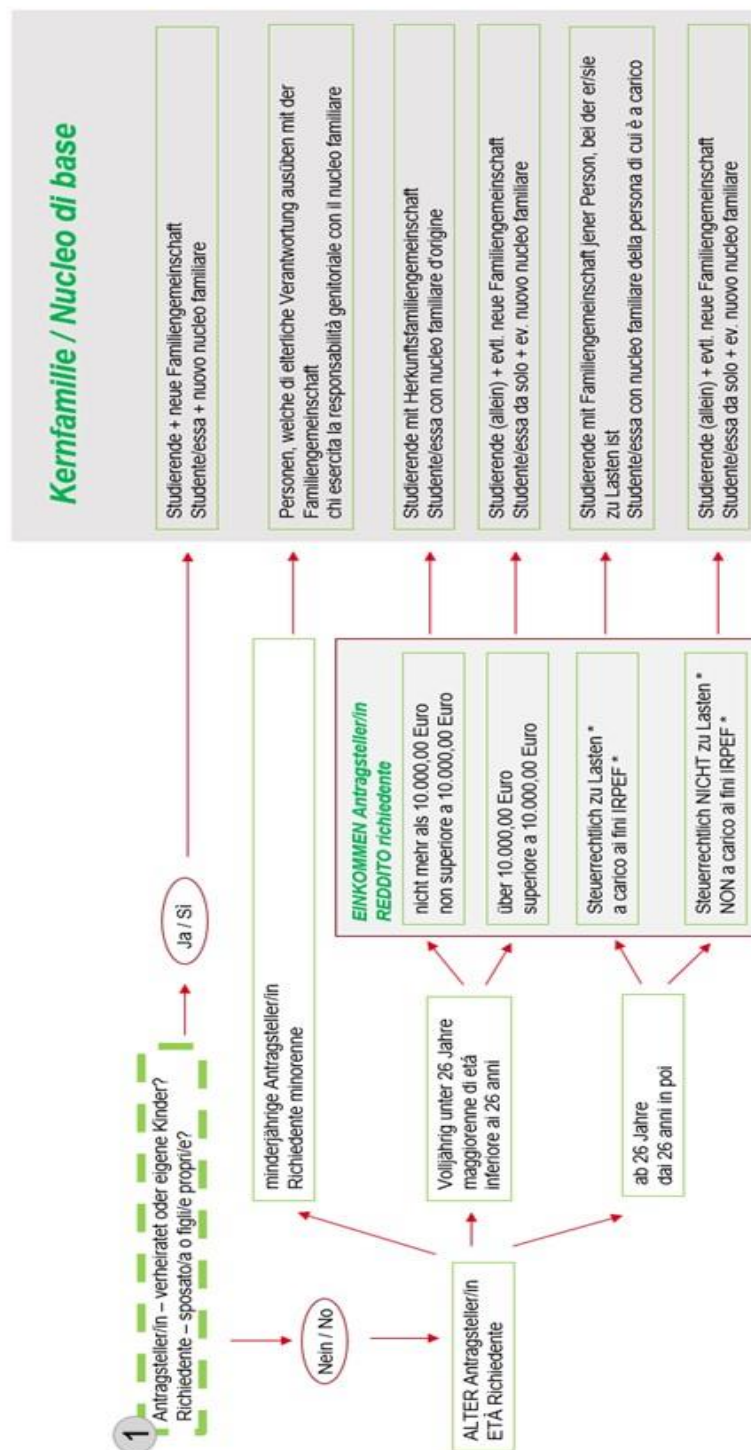 1
Antragsteller/in – verheiratet oder eigene Kinder?
Richiedente – sposato/a o figli/e propri/e?
Ja / Si
Nein / No
ALTER Antragsteller/in
ETÀ Richiedente
minderjährige Antragsteller/in
Richiedente minorenne
Volljährig unter 26 Jahre
maggiorenne di etá
inferiore ai 26 anni
ab 26 Jahre
dai 26 anni in poi
EINKOMMEN Antragsteller/in
REDDITO richiedente
nicht mehr als 10.000,00 Euro
non superiore a 10.000,00 Euro
über 10.000,00 Euro
superiore a 10.000,00 Euro
Steuerrechtlich zu Lasten *
a carico ai fini IRPEF *
Steuerrechtlich NICHT zu Lasten *
NON a carico ai fini IRPEF *
Kernfamilie / Nucleo di base
Studierende + neue Familiengemeinschaft
Studente/essa + nuovo nucleo familiare
Personen, welche di elterliche Verantwortung ausüben mit der
Familiengemeinschaft
chi esercita la responsabilità genitoriale con il nucleo familiare
Studierende mit Herkunftsfamiliengemeinschaft
Studente/essa con nucleo familiare d'origine
Studierende (allein) + evtl. neue Familiengemeinschaft
Studente/essa da solo + ev. nuovo nucleo familiare
Studierende mit Familiengemeinschaft jener Person, bei der er/sie
zu Lasten ist
Studente/essa con nucleo familiare della persona di cui è a carico
Studierende (allein) + evtl. neue Familiengemeinschaft
Studente/essa da solo + ev. nuovo nucleo familiare